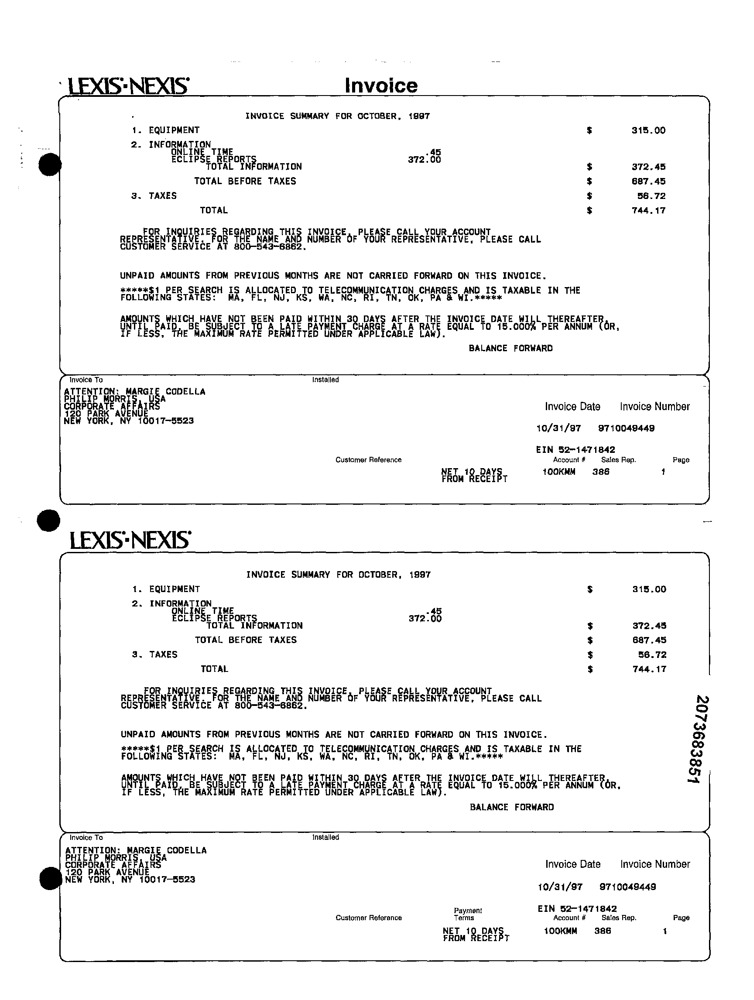 LEXIS·NEXIS Invoice
INVOICE SUMMARY FOR OCTOBER, 1997
1. EQUIPMENT $ 315.00
2. INFORMATION
ONLINE TIME .45
ECLIPSE REPORTS 372.00
TOTAL INFORMATION $ 372.45
TOTAL BEFORE TAXES $ 687.45
3. TAXES $ 56.72
TOTAL $ 744.17
FOR INQUIRIES REGARDING THIS INVOICE, PLEASE CALL YOUR ACCOUNT
REPRESENTATIVE. FOR THE NAME AND NUMBER OF YOUR REPRESENTATIVE, PLEASE CALL
CUSTOMER SERVICE AT 800-543-6862.
UNPAID AMOUNTS FROM PREVIOUS MONTHS ARE NOT CARRIED FORWARD ON THIS INVOICE.
*****$1 PER SEARCH IS ALLOCATED TO TELECOMMUNICATION CHARGES AND IS TAXABLE IN THE
FOLLOWING STATES: MA, FL, NJ, KS, WA, NC, RI, TN, OK, PA & WI.*****
AMOUNTS WHICH HAVE NOT BEEN PAID WITHIN 30 DAYS AFTER THE INVOICE DATE WILL THEREAFTER,
UNTIL PAID, BE SUBJECT TO A LATE PAYMENT CHARGE AT A RATE EQUAL TO 15.000% PER ANNUM (OR,
IF LESS, THE MAXIMUM RATE PERMITTED UNDER APPLICABLE LAW).
BALANCE FORWARD
Invoice To Installed
ATTENTION: MARGIE CODELLA
PHILIP MORRIS, USA
CORPORATE AFFAIRS
120 PARK AVENUE
NEW YORK, NY 10017-5523
Invoice Date Invoice Number
10/31/97 9710049449
EIN 52-1471842
Customer Reference Account # Sales Rep. Page
NET 10 DAYS 100KMM 386 1
FROM RECEIPT
LEXIS·NEXIS
INVOICE SUMMARY FOR OCTOBER, 1997
1. EQUIPMENT $ 315.00
2. INFORMATION
ONLINE TIME .45
ECLIPSE REPORTS 372.00
TOTAL INFORMATION $ 372.45
TOTAL BEFORE TAXES $ 687.45
3. TAXES $ 56.72
TOTAL $ 744.17
FOR INQUIRIES REGARDING THIS INVOICE, PLEASE CALL YOUR ACCOUNT
REPRESENTATIVE. FOR THE NAME AND NUMBER OF YOUR REPRESENTATIVE, PLEASE CALL
CUSTOMER SERVICE AT 800-543-6862.
UNPAID AMOUNTS FROM PREVIOUS MONTHS ARE NOT CARRIED FORWARD ON THIS INVOICE.
*****$1 PER SEARCH IS ALLOCATED TO TELECOMMUNICATION CHARGES AND IS TAXABLE IN THE
FOLLOWING STATES: MA, FL, NJ, KS, WA, NC, RI, TN, OK, PA & WI.*****
AMOUNTS WHICH HAVE NOT BEEN PAID WITHIN 30 DAYS AFTER THE INVOICE DATE WILL THEREAFTER,
UNTIL PAID, BE SUBJECT TO A LATE PAYMENT CHARGE AT A RATE EQUAL TO 15.000% PER ANNUM (OR,
IF LESS, THE MAXIMUM RATE PERMITTED UNDER APPLICABLE LAW).
BALANCE FORWARD
2073683851
Invoice To Installed
ATTENTION: MARGIE CODELLA
PHILIP MORRIS, USA
CORPORATE AFFAIRS
120 PARK AVENUE
NEW YORK, NY 10017-5523
Invoice Date Invoice Number
10/31/97 9710049449
EIN 52-1471842
Customer Reference Payment Terms Account # Sales Rep. Page
NET 10 DAYS 100KMM 386 1
FROM RECEIPT